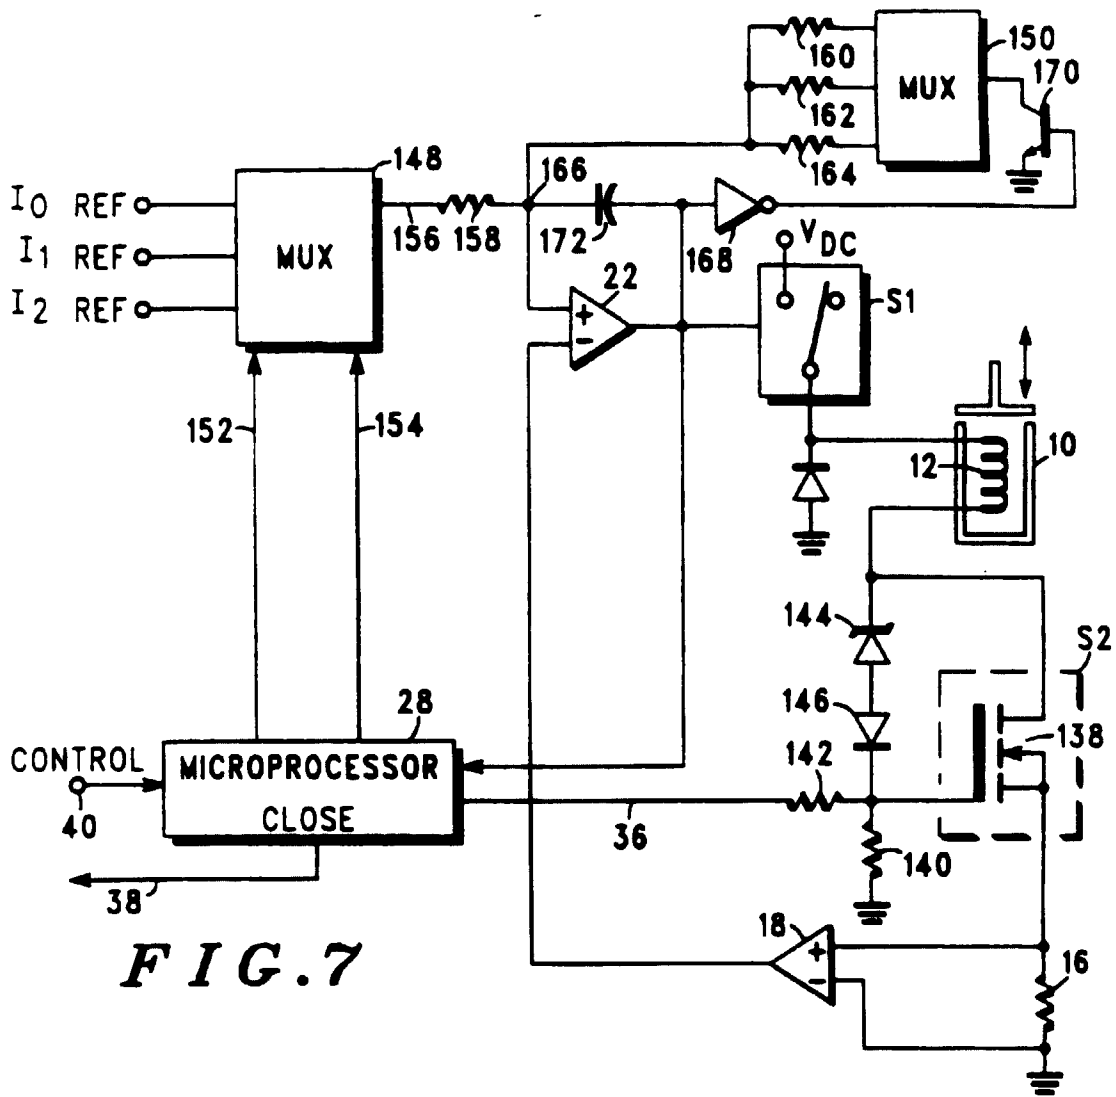 160
150
MUX
170
162
164
148
166
I0 REF
156
158
172
168
VDC
I1 REF
MUX
22
+
-
S1
I2 REF
152
154
12
10
144
S2
146
138
28
CONTROL
MICROPROCESSOR
142
CLOSE
40
36
140
38
18
+
-
16
FIG.7